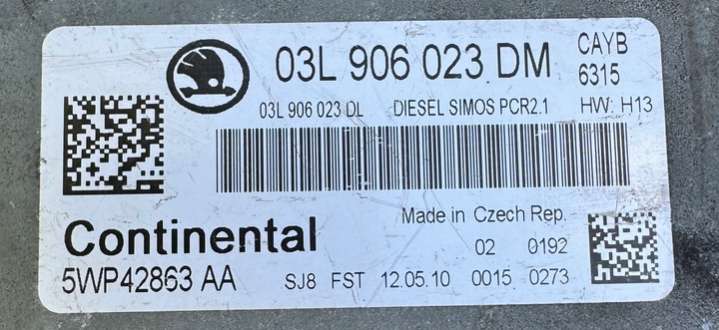 03L 906 023 DM CAYB
6315
03L 906 023 DL DIESEL SIMOS PCR2.1 HW: H13
Made in Czech Rep.
Continental 02 0192
5WP42863 AA SJ8 FST 12.05.10 0015 0273